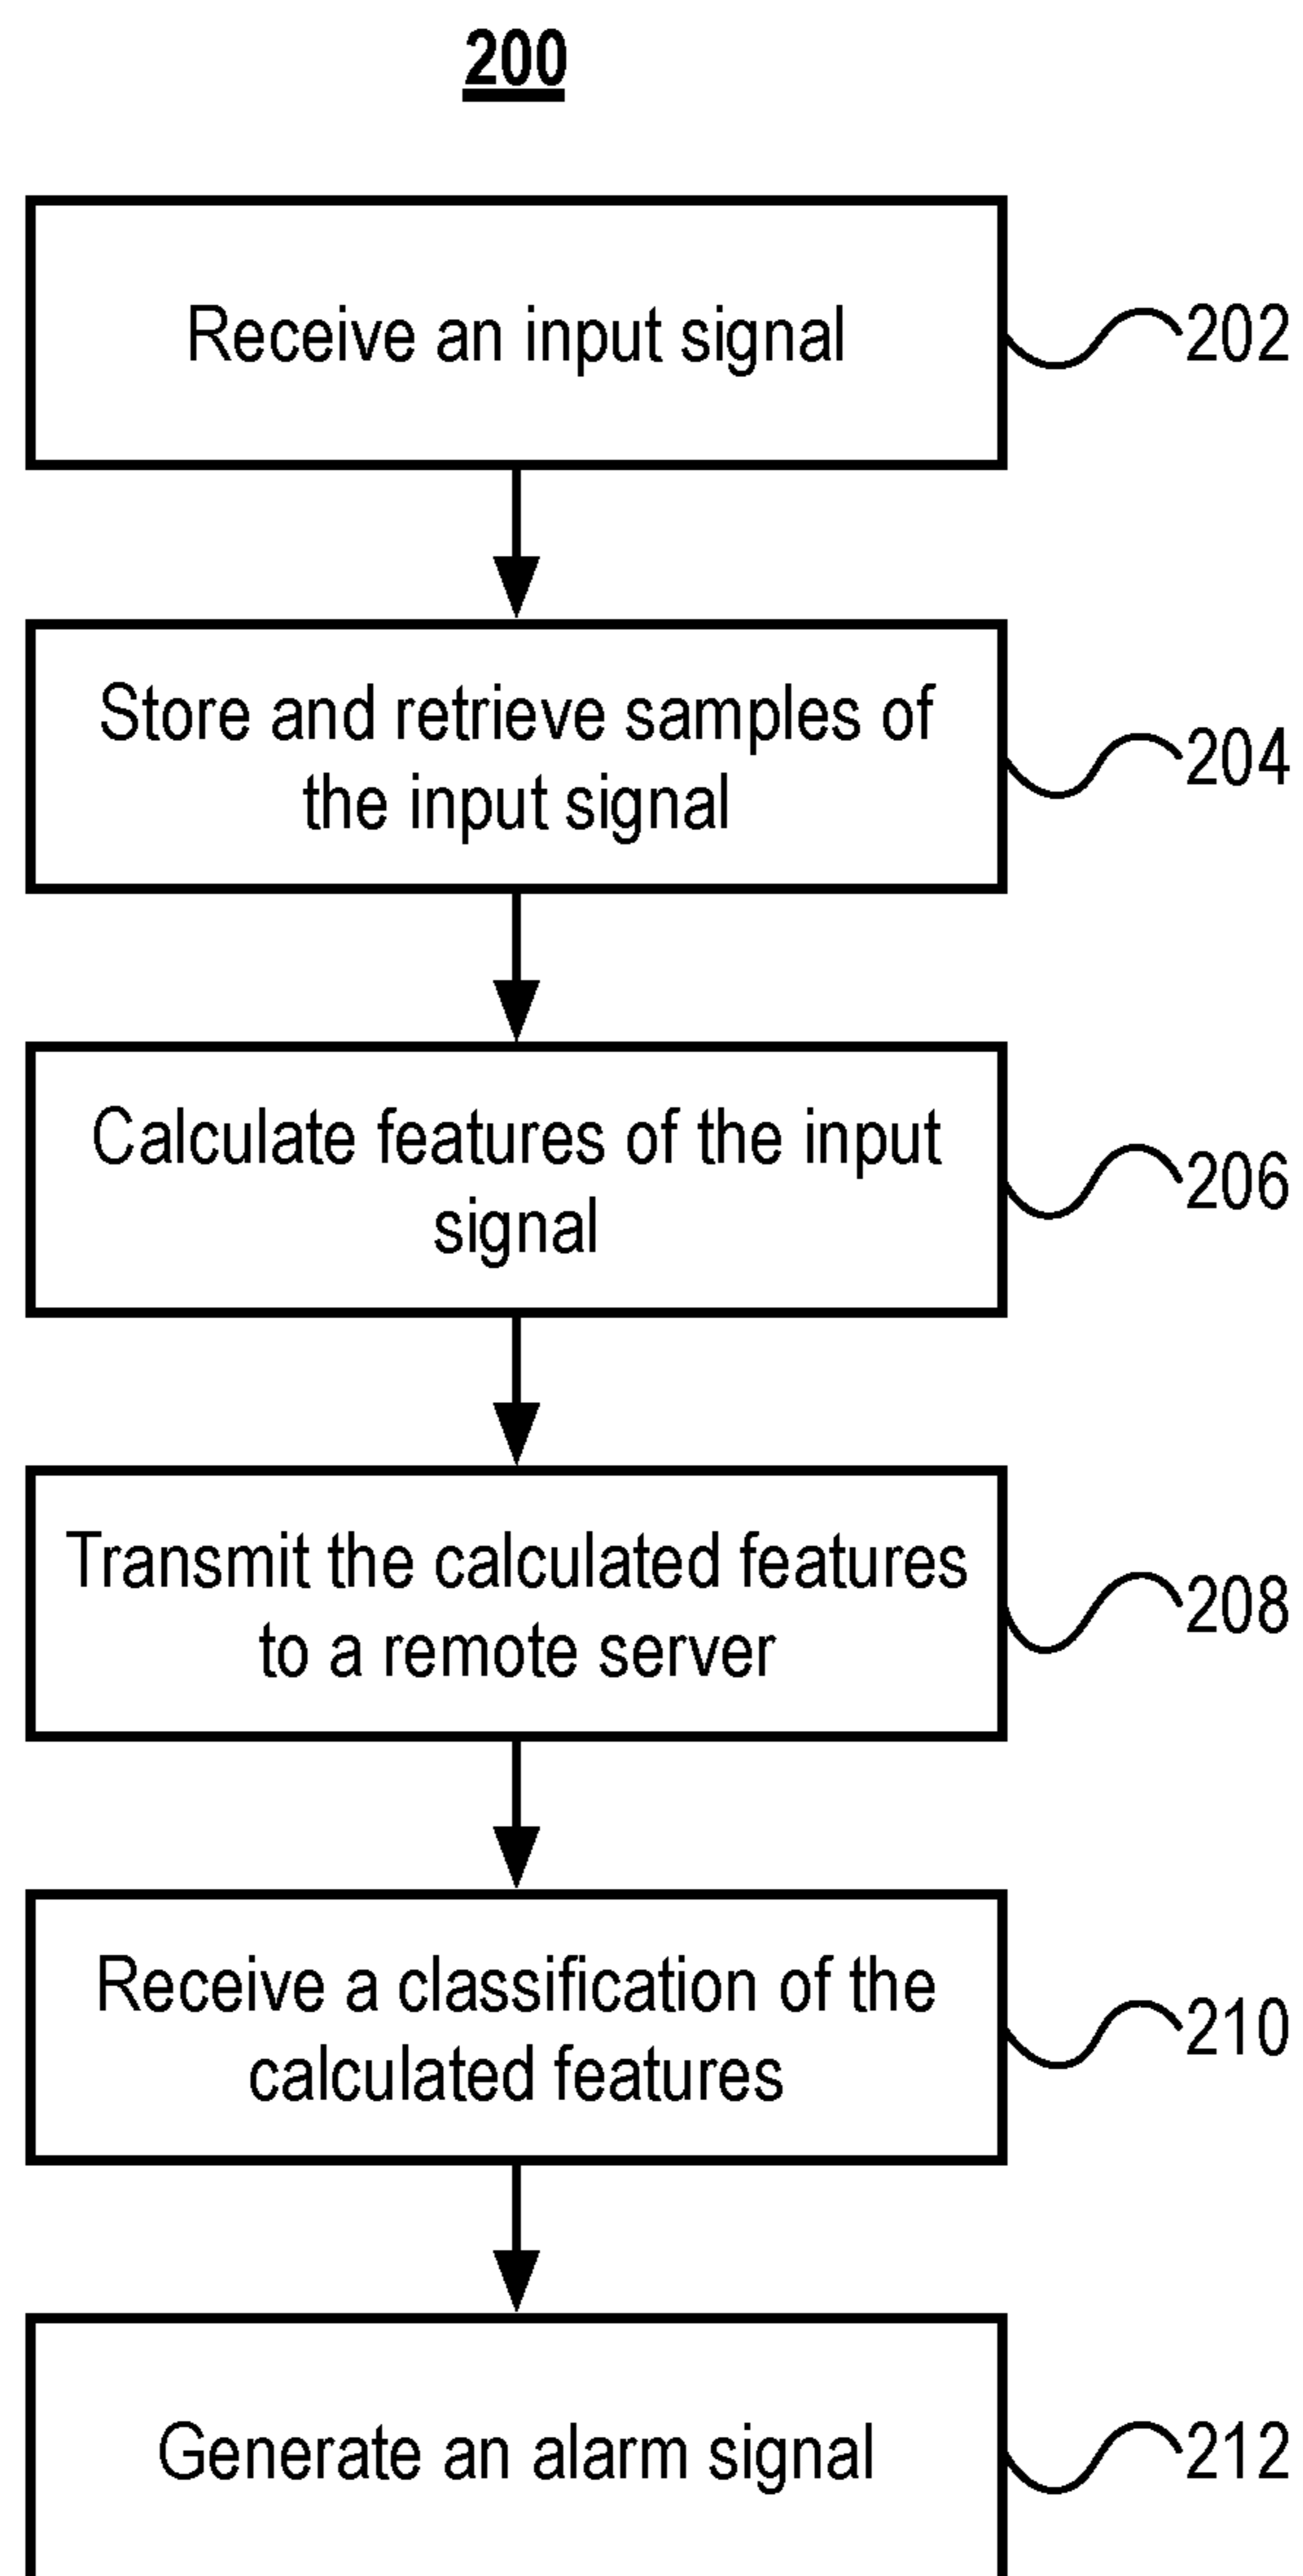 200
Receive an input signal
202
Store and retrieve samples of
the input signal
204
Calculate features of the input
signal
206
Transmit the calculated features
to a remote server
208
Receive a classification of the
calculated features
210
Generate an alarm signal
212